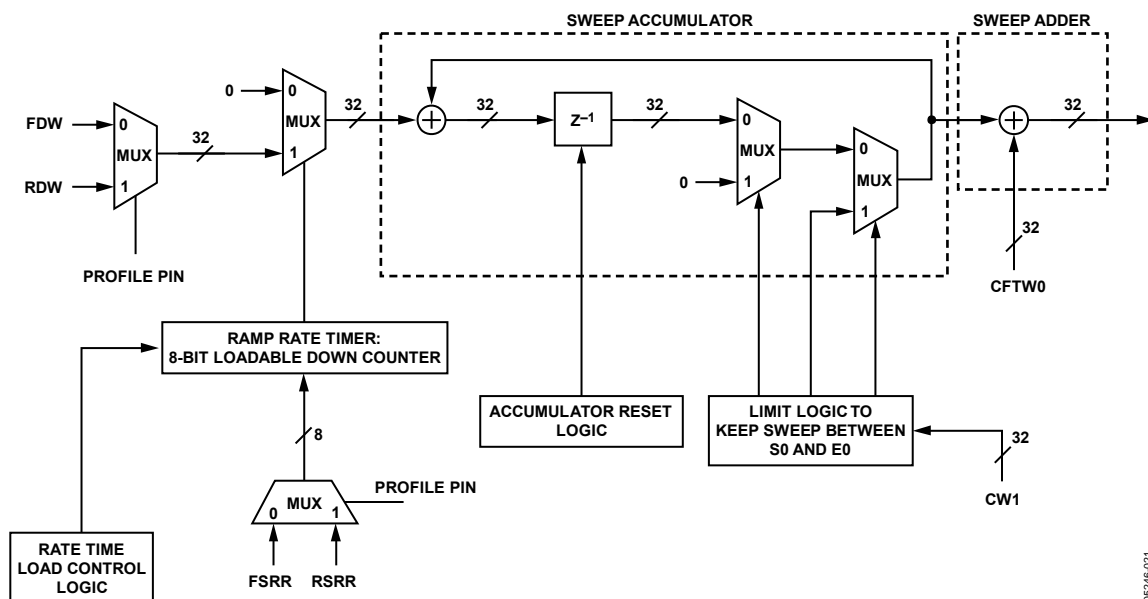 SWEEP ACCUMULATOR
SWEEP ADDER
0
0
MUX
1
32
32
Z–1
32
0
MUX
1
0
0
MUX
1
32
FDW
0
MUX
RDW
1
32
PROFILE PIN
32
CFTW0
RAMP RATE TIMER:
8-BIT LOADABLE DOWN COUNTER
ACCUMULATOR RESET
LOGIC
LIMIT LOGIC TO
KEEP SWEEP BETWEEN
S0 AND E0
32
CW1
8
PROFILE PIN
MUX
0 1
FSRR RSRR
RATE TIME
LOAD CONTROL
LOGIC
05246-021